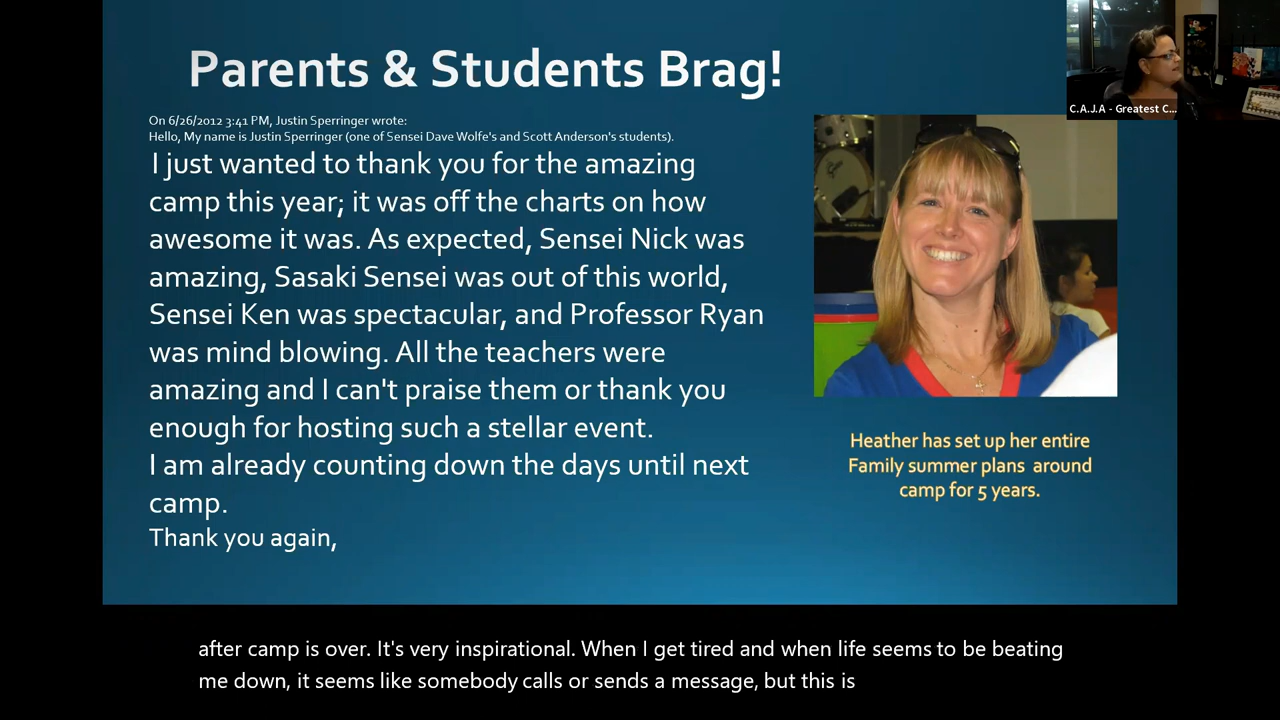 Parents & Students Brag!
C.A.J.A - Greatest C...
On 6/26/2012 3:41 PM, Justin Sperringer wrote:
Hello, My name is Justin Sperringer (one of Sensei Dave Wolfe's and Scott Anderson's students).
I just wanted to thank you for the amazing
camp this year; it was off the charts on how
awesome it was. As expected, Sensei Nick was
amazing, Sasaki Sensei was out of this world,
Sensei Ken was spectacular, and Professor Ryan
was mind blowing. All the teachers were
amazing and I can't praise them or thank you
enough for hosting such a stellar event.
I am already counting down the days until next
camp.
Thank you again,
Heather has set up her entire
Family summer plans around
camp for 5 years.
after camp is over. It's very inspirational. When I get tired and when life seems to be beating
me down, it seems like somebody calls or sends a message, but this is